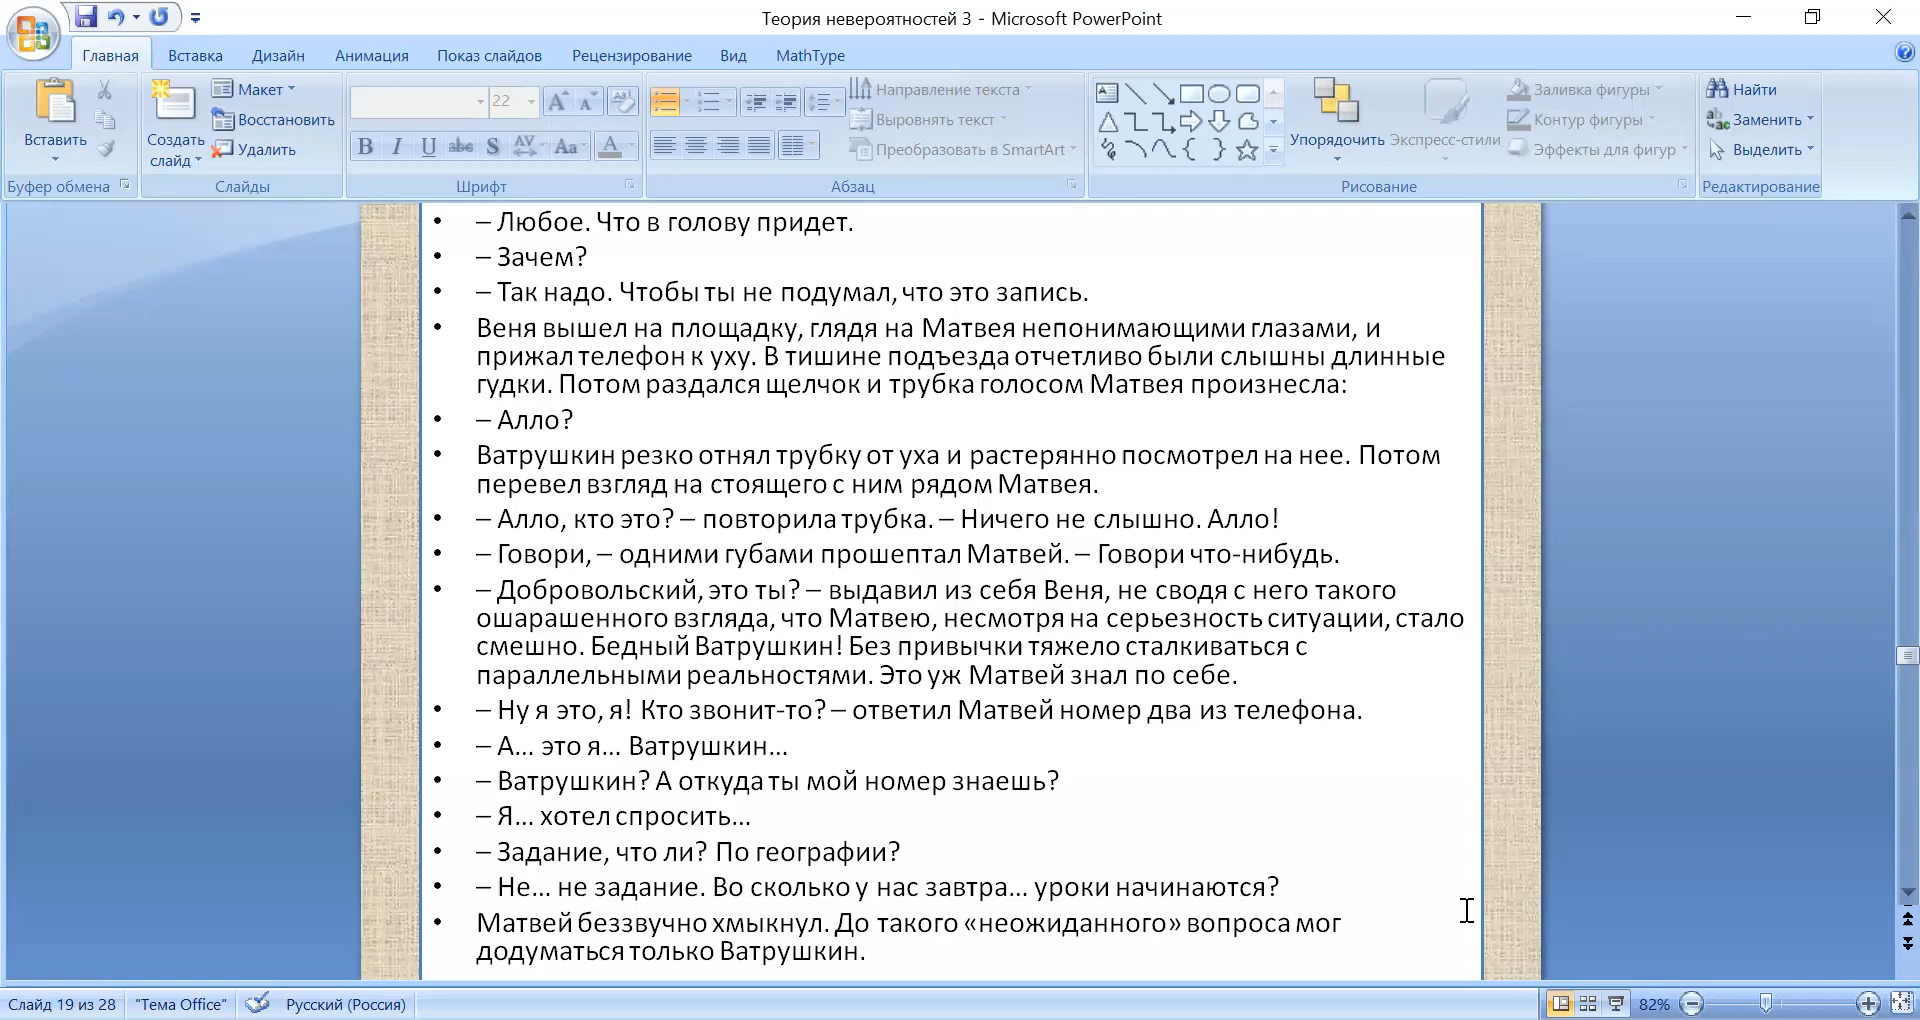 Теория невероятностей 3 - Microsoft PowerPoint
Главная Вставка Дизайн Анимация Показ слайдов Рецензирование Вид MathType
Вставить
Буфер обмена
Создать слайд
Макет
Восстановить
Удалить
Слайды
22
Шрифт
Направление текста
Выровнять текст
Преобразовать в SmartArt
Абзац
Упорядочить
Экспресс-стили
Заливка фигуры
Контур фигуры
Эффекты для фигур
Рисование
Найти
Заменить
Выделить
Редактирование
• – Любое. Что в голову придет.
• – Зачем?
• – Так надо. Чтобы ты не подумал, что это запись.
• Веня вышел на площадку, глядя на Матвея непонимающими глазами, и
прижал телефон к уху. В тишине подъезда отчетливо были слышны длинные
гудки. Потом раздался щелчок и трубка голосом Матвея произнесла:
• – Алло?
• Ватрушкин резко отнял трубку от уха и растерянно посмотрел на нее. Потом
перевел взгляд на стоящего с ним рядом Матвея.
• – Алло, кто это? – повторила трубка. – Ничего не слышно. Алло!
• – Говори, – одними губами прошептал Матвей. – Говори что-нибудь.
• – Добровольский, это ты? – выдавил из себя Веня, не сводя с него такого
ошарашенного взгляда, что Матвею, несмотря на серьезность ситуации, стало
смешно. Бедный Ватрушкин! Без привычки тяжело сталкиваться с
параллельными реальностями. Это уж Матвей знал по себе.
• – Ну я это, я! Кто звонит-то? – ответил Матвей номер два из телефона.
• – А... это я... Ватрушкин...
• – Ватрушкин? А откуда ты мой номер знаешь?
• – Я... хотел спросить...
• – Задание, что ли? По географии?
• – Не... не задание. Во сколько у нас завтра... уроки начинаются?
• Матвей беззвучно хмыкнул. До такого «неожиданного» вопроса мог
додуматься только Ватрушкин.
Слайд 19 из 28 "Тема Office" Русский (Россия) 82%